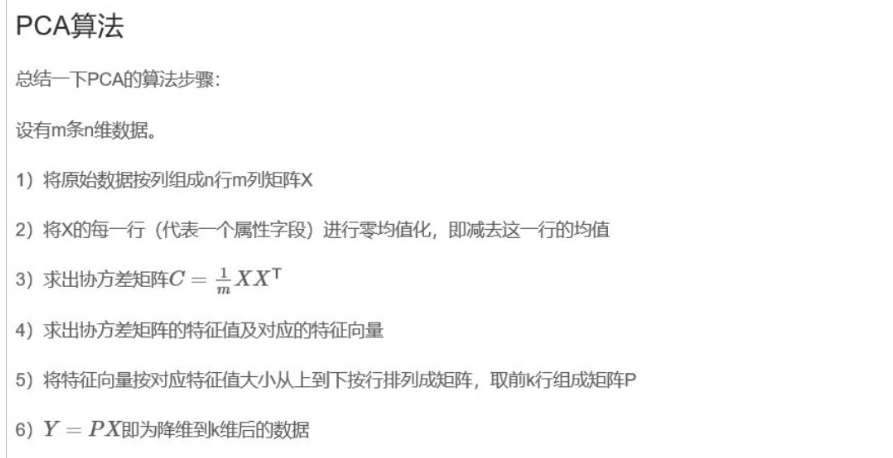 PCA算法
总结一下PCA的算法步骤：
设有m条n维数据。
1）将原始数据按列组成n行m列矩阵X
2）将X的每一行（代表一个属性字段）进行零均值化，即减去这一行的均值
3）求出协方差矩阵C = 1/m XXᵀ
4）求出协方差矩阵的特征值及对应的特征向量
5）将特征向量按对应特征值大小从上到下按行排列成矩阵，取前k行组成矩阵P
6）Y = PX即为降维到k维后的数据